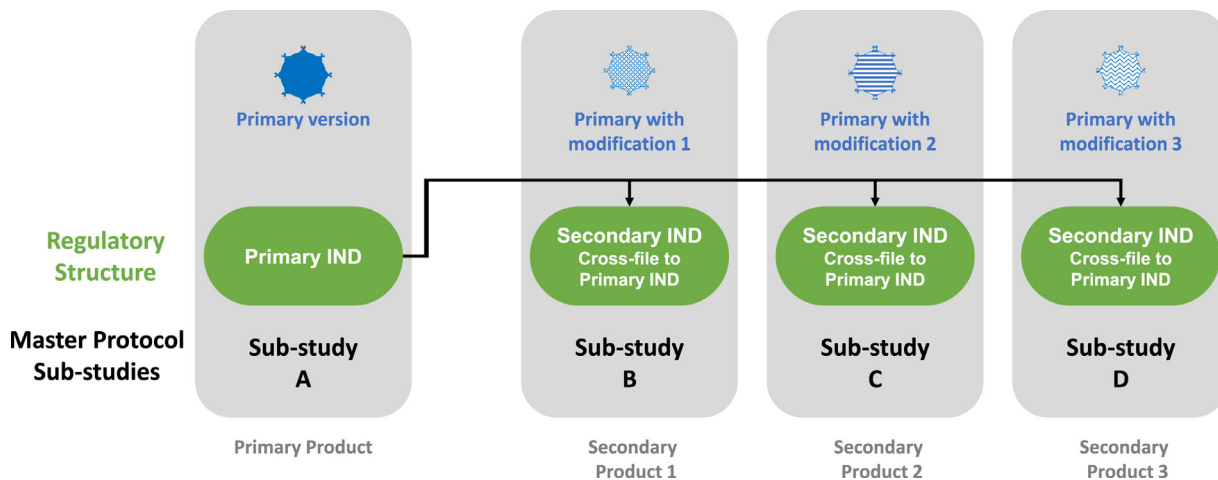 Primary version
Primary with
modification 1
Primary with
modification 2
Primary with
modification 3
Regulatory
Structure
Primary IND
Secondary IND
Cross-file to
Primary IND
Secondary IND
Cross-file to
Primary IND
Secondary IND
Cross-file to
Primary IND
Master Protocol
Sub-studies
Sub-study
A
Sub-study
B
Sub-study
C
Sub-study
D
Primary Product
Secondary
Product 1
Secondary
Product 2
Secondary
Product 3